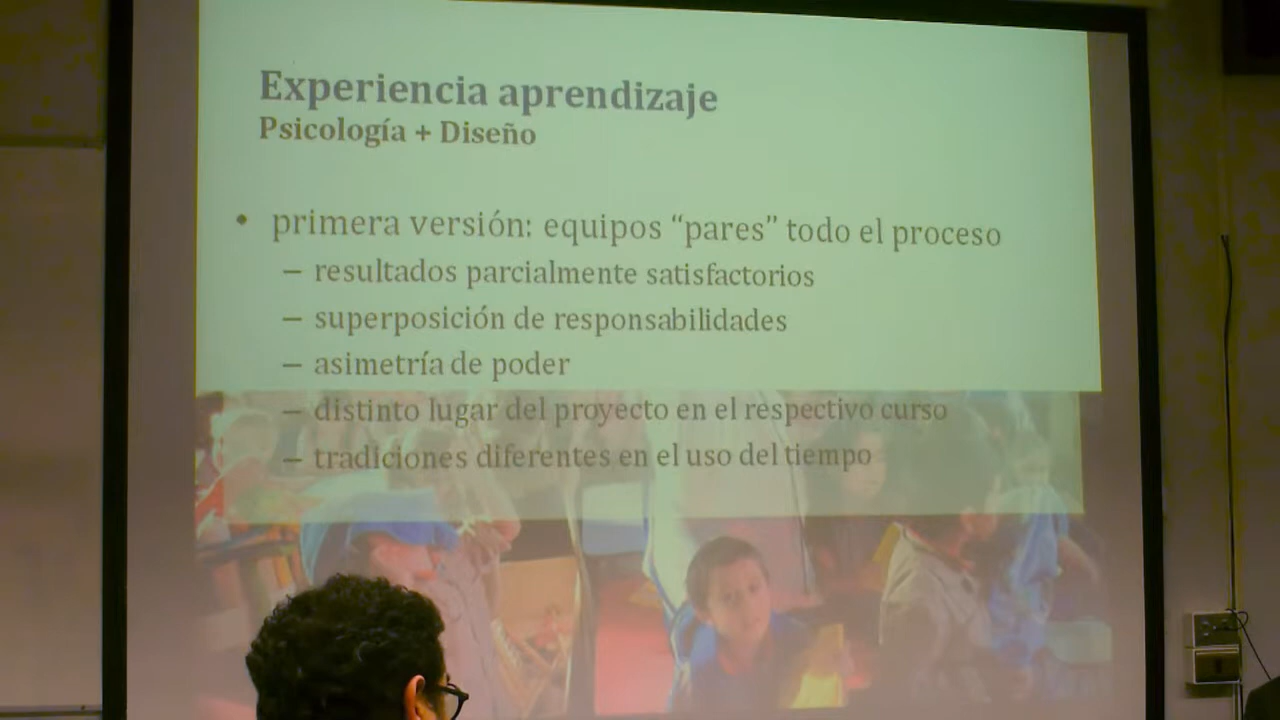 Experiencia aprendizaje
Psicología + Diseño
• primera versión: equipos “pares” todo el proceso
– resultados parcialmente satisfactorios
– superposición de responsabilidades
– asimetría de poder
– distinto lugar del proyecto en el respectivo curso
– tradiciones diferentes en el uso del tiempo